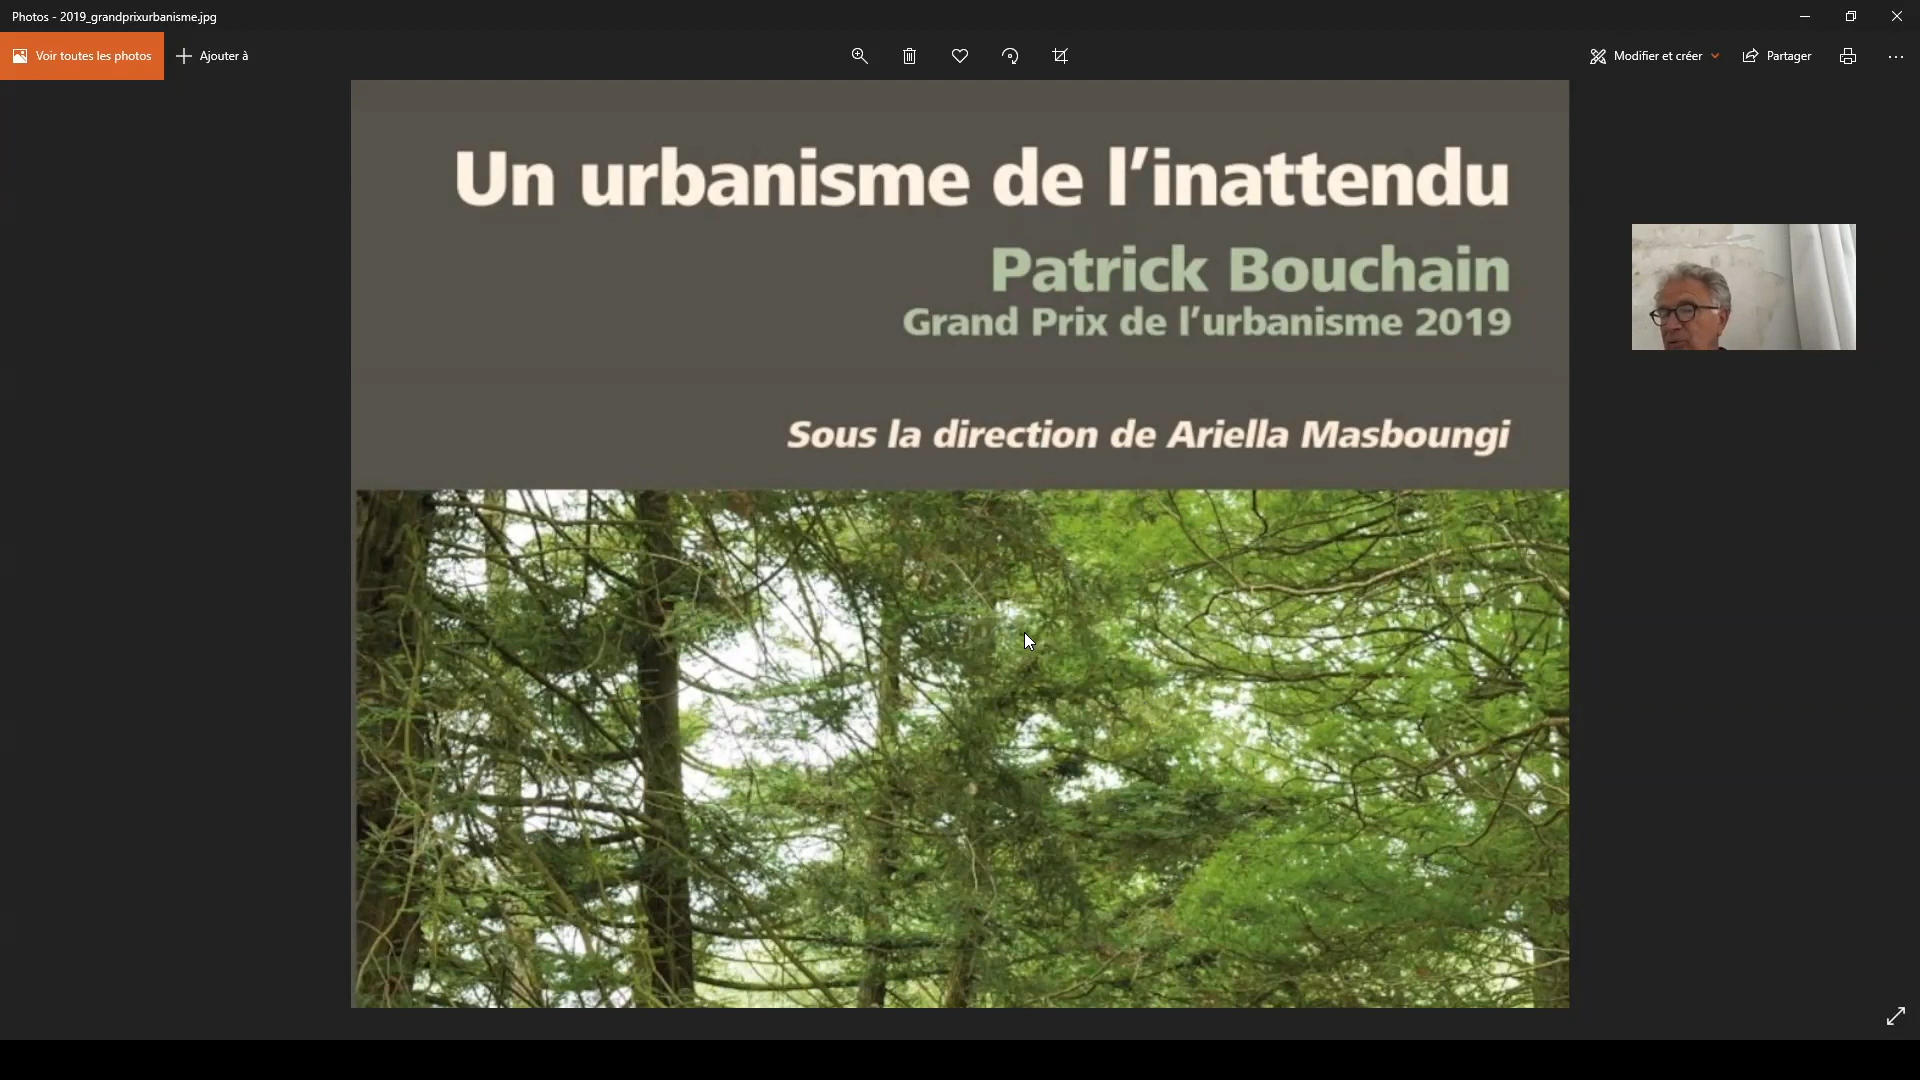 Photos - 2019_grandprixurbanisme.jpg
Voir toutes les photos
Ajouter à
Modifier et créer
Partager
Un urbanisme de l'inattendu
Patrick Bouchain
Grand Prix de l'urbanisme 2019
Sous la direction de Ariella Masboungi